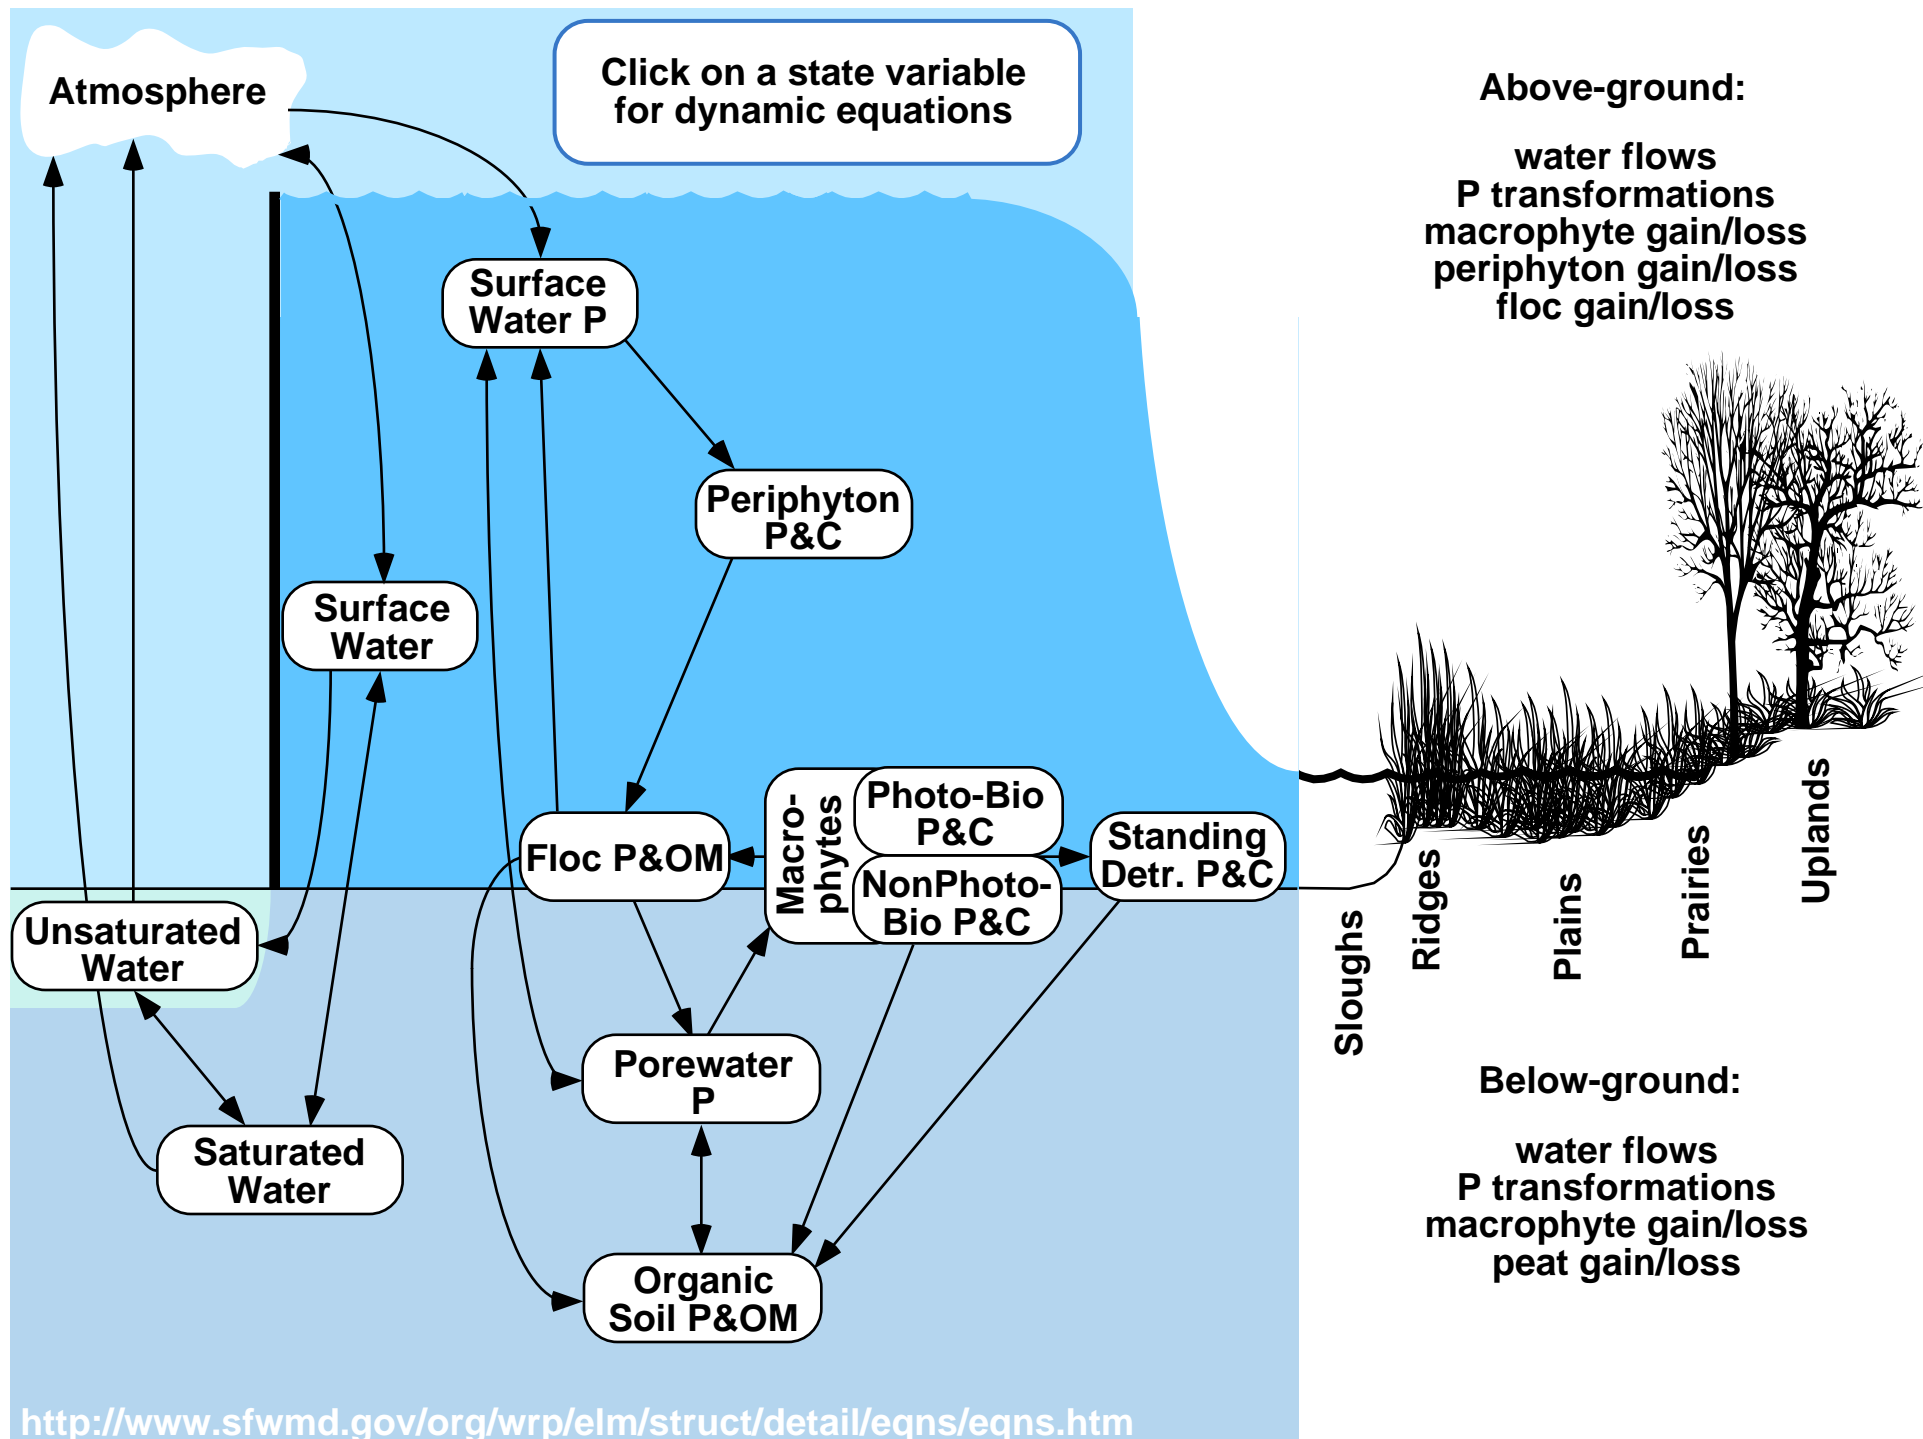 Atmosphere
Click on a state variable
for dynamic equations
Surface
Water P
Periphyton
P&C
Surface
Water
Floc P&OM
Macro-
phytes
Photo-Bio
P&C
NonPhoto-
Bio P&C
Standing
Detr. P&C
Unsaturated
Water
Porewater
P
Saturated
Water
Organic
Soil P&OM
http://www.sfwmd.gov/org/wrp/elm/struct/detail/eqns/eqns.htm
Above-ground:
water flows
P transformations
macrophyte gain/loss
periphyton gain/loss
floc gain/loss
Sloughs
Ridges
Plains
Prairies
Uplands
Below-ground:
water flows
P transformations
macrophyte gain/loss
peat gain/loss